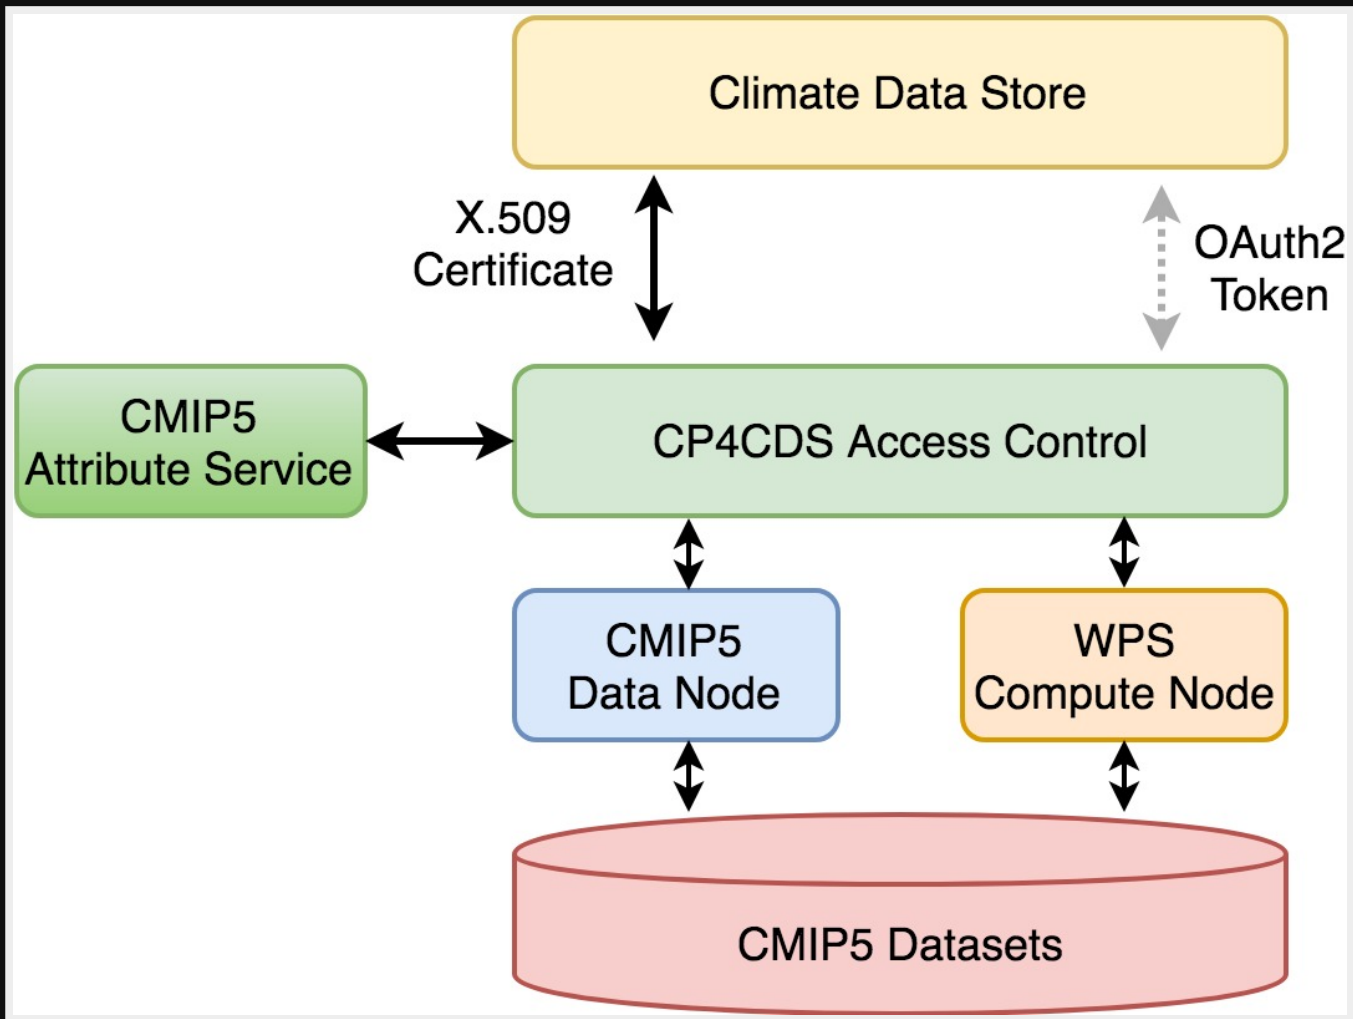 Climate Data Store
X.509
Certificate
OAuth2
Token
CMIP5
Attribute Service
CP4CDS Access Control
CMIP5
Data Node
WPS
Compute Node
CMIP5 Datasets